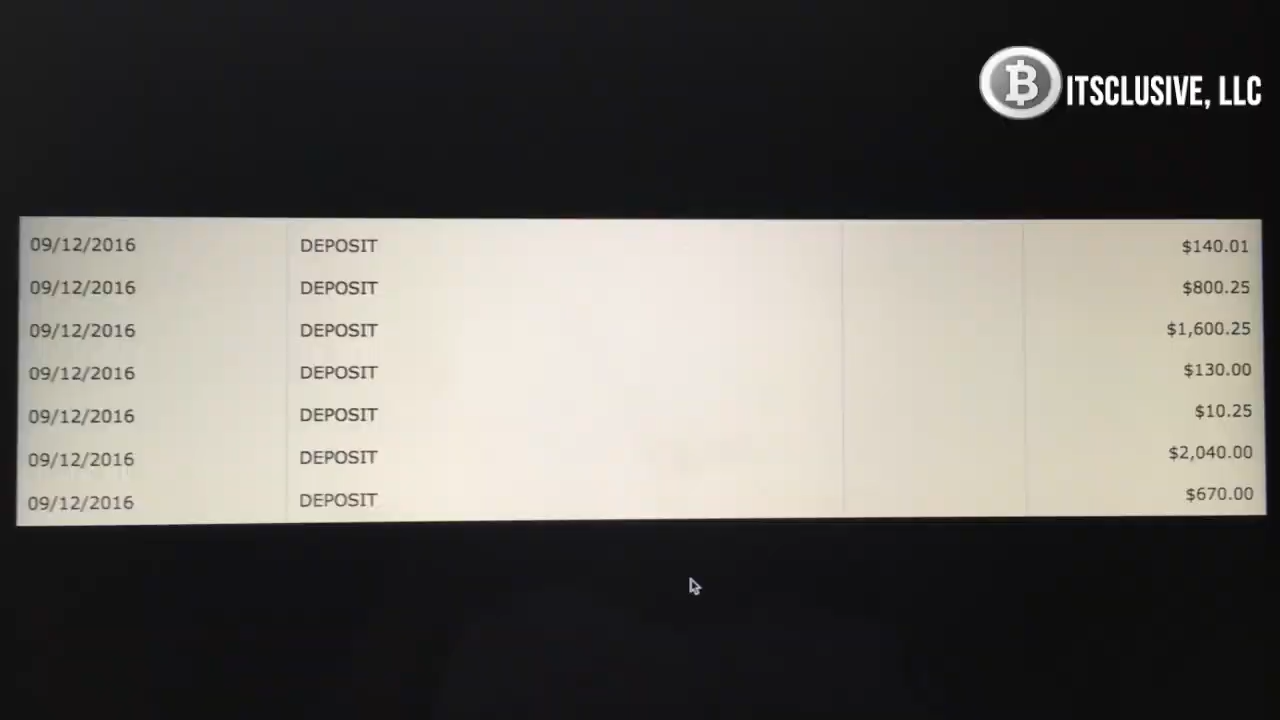 BITSCLUSIVE, LLC
09/12/2016 DEPOSIT $140.01
09/12/2016 DEPOSIT $800.25
09/12/2016 DEPOSIT $1,600.25
09/12/2016 DEPOSIT $130.00
09/12/2016 DEPOSIT $10.25
09/12/2016 DEPOSIT $2,040.00
09/12/2016 DEPOSIT $670.00